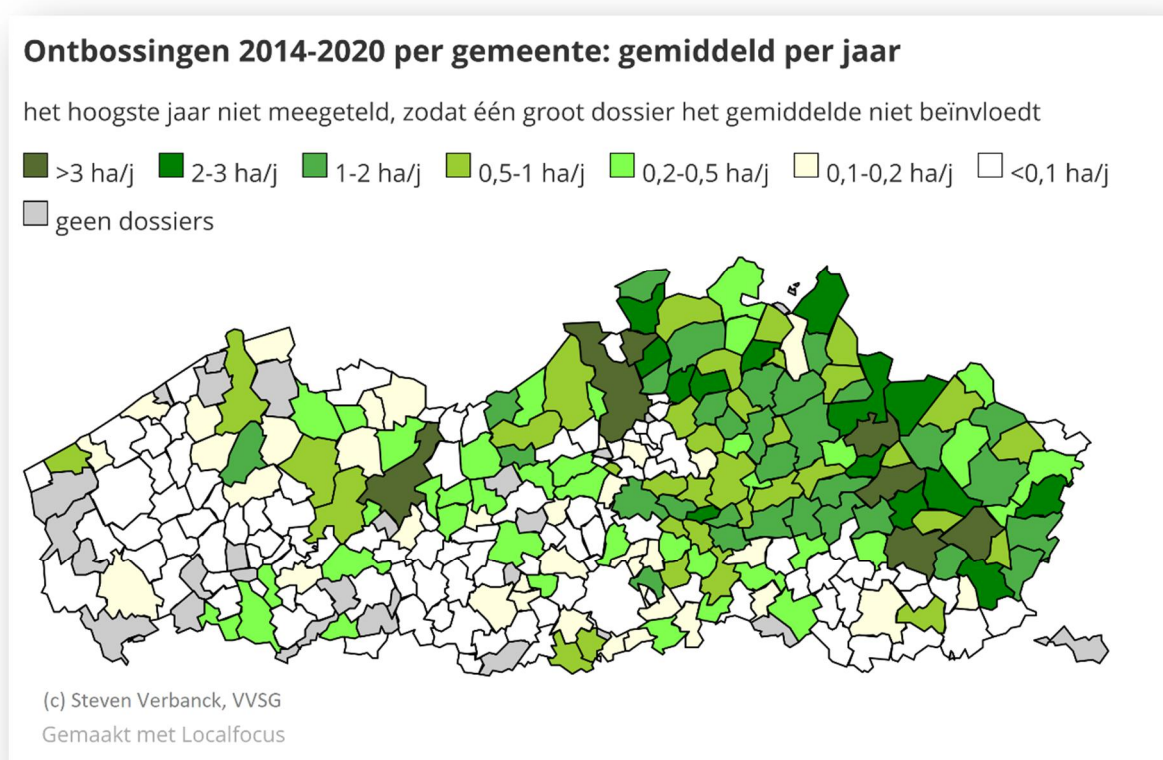 Ontbossingen 2014-2020 per gemeente: gemiddeld per jaar
het hoogste jaar niet meegeteld, zodat één groot dossier het gemiddelde niet beïnvloedt
>3 ha/j 2-3 ha/j 1-2 ha/j 0,5-1 ha/j 0,2-0,5 ha/j 0,1-0,2 ha/j <0,1 ha/j
geen dossiers
(c) Steven Verbanck, VVSG
Gemaakt met Localfocus